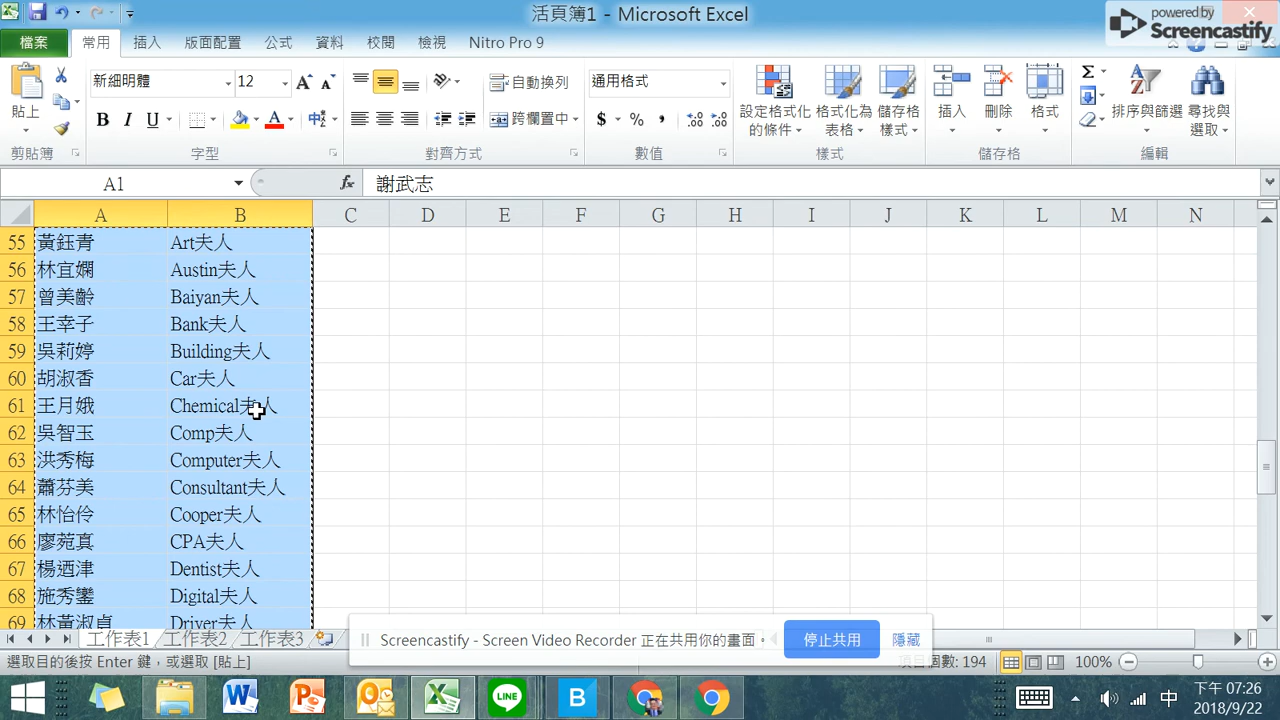 活頁簿1 - Microsoft Excel
powered by
Screencastify
檔案 常用 插入 版面配置 公式 資料 校閱 檢視 Nitro Pro 9
貼上
新細明體 12
自動換列
跨欄置中
通用格式
設定格式化的條件
格式化為表格
儲存格樣式
插入 刪除 格式
排序與篩選 尋找與選取
剪貼簿 字型 對齊方式 數值 樣式 儲存格 編輯
A1 fx 謝武志
A B C D E F G H I J K L M N
55 黃鈺青 Art夫人
56 林宜嫻 Austin夫人
57 曾美齡 Baiyan夫人
58 王幸子 Bank夫人
59 吳莉婷 Building夫人
60 胡淑香 Car夫人
61 王月娥 Chemical夫人
62 吳智玉 Comp夫人
63 洪秀梅 Computer夫人
64 蕭芬美 Consultant夫人
65 林怡伶 Cooper夫人
66 廖菀真 CPA夫人
67 楊迺津 Dentist夫人
68 施秀鑾 Digital夫人
69 林黃淑貞 Driver夫人
工作表1 工作表2 工作表3
Screencastify - Screen Video Recorder 正在共用你的畫面。 停止共用 隱藏
選取目的後按 Enter 鍵，或選取 [貼上] 項目個數: 194 100%
LINE B 中 下午 07:26
2018/9/22